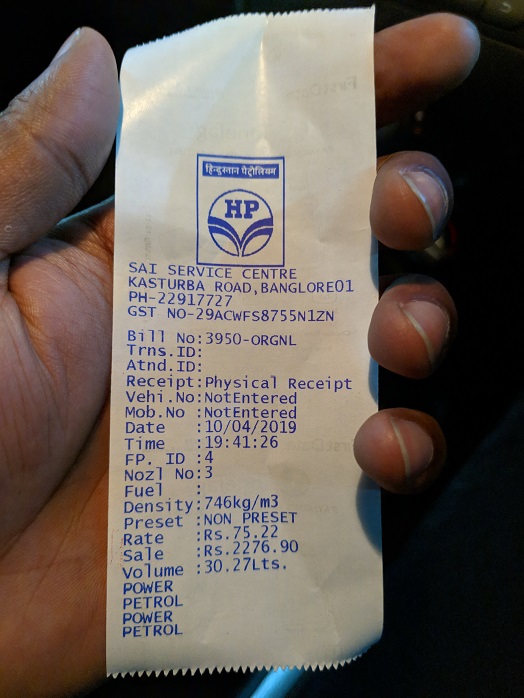 हिन्दुस्तान पेट्रोलियम
HP
SAI SERVICE CENTRE
KASTURBA ROAD,BANGLORE01
PH-22917727
GST NO-29ACWFS8755N1ZN
Bill No:3950-ORGNL
Trns.ID:
Atnd.ID:
Receipt:Physical Receipt
Vehi.No:NotEntered
Mob.No :NotEntered
Date :10/04/2019
Time :19:41:26
FP. ID :4
Nozl No:3
Fuel :
Density:746kg/m3
Preset :NON PRESET
Rate :Rs.75.22
Sale :Rs.2276.90
Volume :30.27Lts.
POWER
PETROL
POWER
PETROL